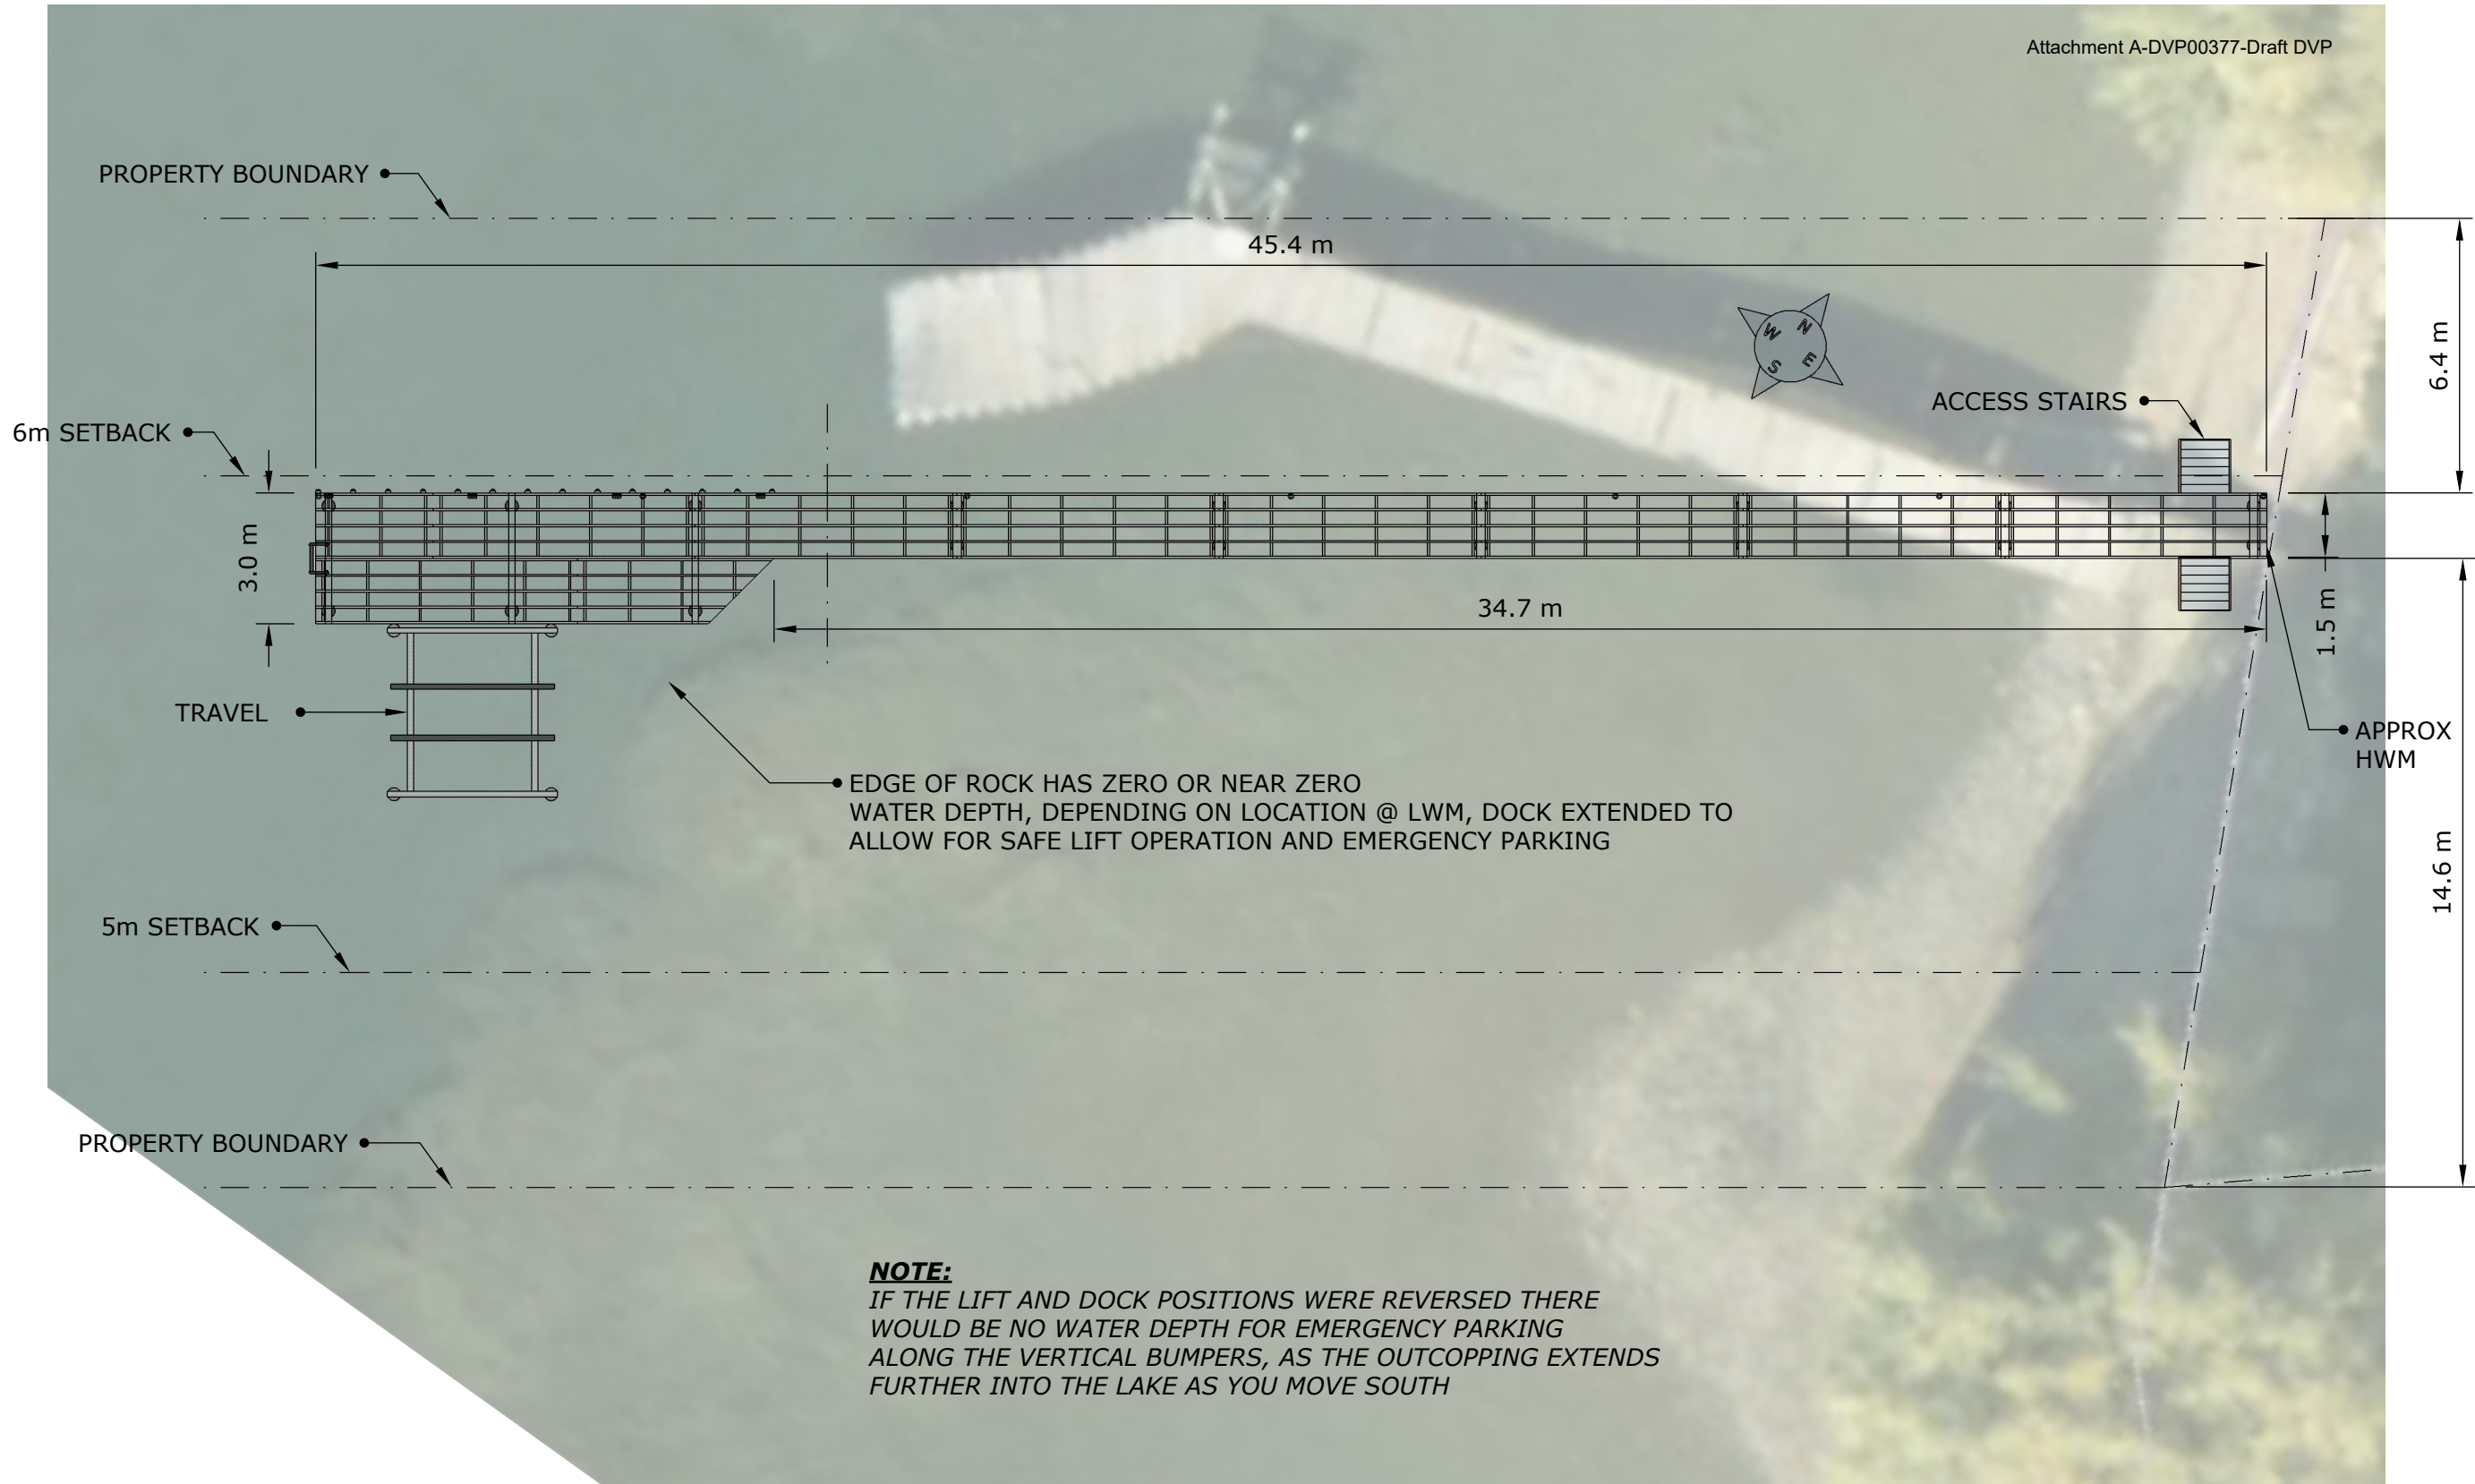 Attachment A-DVP00377-Draft DVP
PROPERTY BOUNDARY
45.4 m
6.4 m
W N
S E
ACCESS STAIRS
6m SETBACK
3.0 m
34.7 m
1.5 m
TRAVEL
APPROX
HWM
EDGE OF ROCK HAS ZERO OR NEAR ZERO
WATER DEPTH, DEPENDING ON LOCATION @ LWM, DOCK EXTENDED TO
ALLOW FOR SAFE LIFT OPERATION AND EMERGENCY PARKING
14.6 m
5m SETBACK
PROPERTY BOUNDARY
NOTE:
IF THE LIFT AND DOCK POSITIONS WERE REVERSED THERE
WOULD BE NO WATER DEPTH FOR EMERGENCY PARKING
ALONG THE VERTICAL BUMPERS, AS THE OUTCOPPING EXTENDS
FURTHER INTO THE LAKE AS YOU MOVE SOUTH